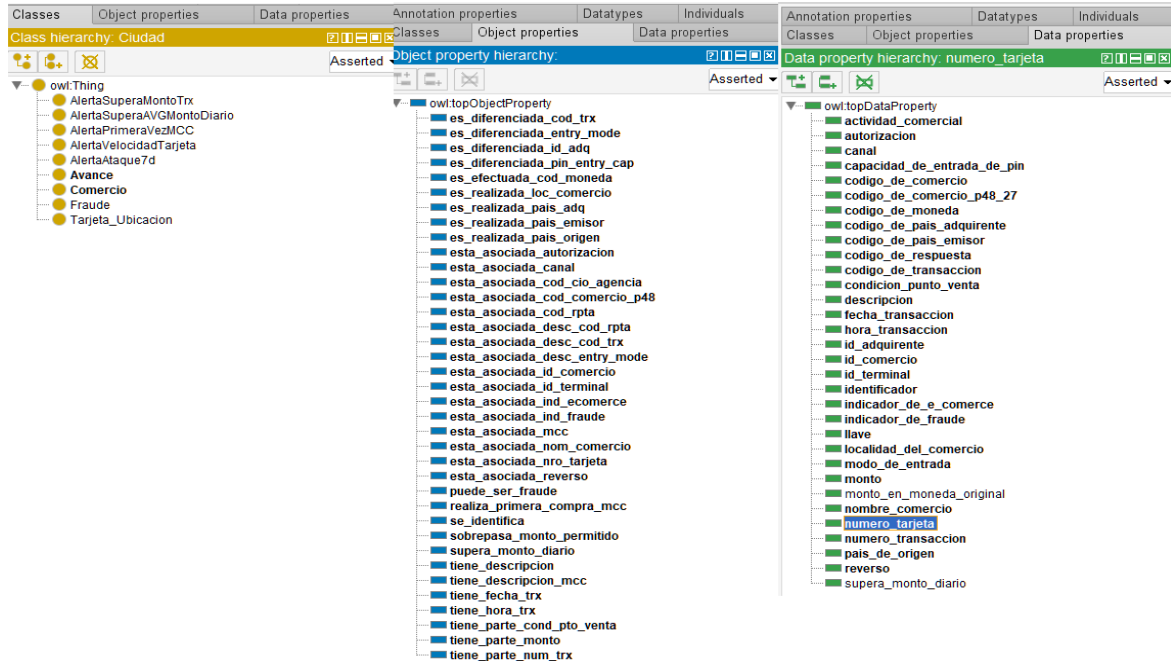 Classes
Object properties
Data properties
Class hierarchy: Ciudad
Asserted
owl:Thing
AlertaSuperaMontoTrx
AlertaSuperaAVGMontoDiario
AlertaPrimeraVezMCC
AlertaVelocidadTarjeta
AlertaAtaque7d
Avance
Comercio
Fraude
Tarjeta_Ubicacion
Annotation properties
Datatypes
Individuals
Classes
Object properties
Data properties
Object property hierarchy:
Asserted
owl:topObjectProperty
es_diferenciada_cod_trx
es_diferenciada_entry_mode
es_diferenciada_id_adq
es_diferenciada_pin_entry_cap
es_efectuada_cod_moneda
es_realizada_loc_comercio
es_realizada_pais_adq
es_realizada_pais_emisor
es_realizada_pais_origen
esta_asociada_autorizacion
esta_asociada_canal
esta_asociada_cod_cio_agencia
esta_asociada_cod_comercio_p48
esta_asociada_cod_rpta
esta_asociada_desc_cod_rpta
esta_asociada_desc_cod_trx
esta_asociada_desc_entry_mode
esta_asociada_id_comercio
esta_asociada_id_terminal
esta_asociada_ind_ecomerce
esta_asociada_ind_fraude
esta_asociada_mcc
esta_asociada_nom_comercio
esta_asociada_nro_tarjeta
esta_asociada_reverso
puede_ser_fraude
realiza_primera_compra_mcc
se_identifica
sobrepasa_monto_permitido
supera_monto_diario
tiene_descripcion
tiene_descripcion_mcc
tiene_fecha_trx
tiene_hora_trx
tiene_parte_cond_pto_venta
tiene_parte_monto
tiene_parte_num_trx
Annotation properties
Datatypes
Individuals
Classes
Object properties
Data properties
Data property hierarchy: numero_tarjeta
Asserted
owl:topDataProperty
actividad_comercial
autorizacion
canal
capacidad_de_entrada_de_pin
codigo_de_comercio
codigo_de_comercio_p48_27
codigo_de_moneda
codigo_de_pais_adquirente
codigo_de_pais_emisor
codigo_de_respuesta
codigo_de_transaccion
condicion_punto_venta
descripcion
fecha_transaccion
hora_transaccion
id_adquirente
id_comercio
id_terminal
identificador
indicador_de_e_comerce
indicador_de_fraude
llave
localidad_del_comercio
modo_de_entrada
monto
monto_en_moneda_original
nombre_comercio
numero_tarjeta
numero_transaccion
pais_de_origen
reverso
supera_monto_diario